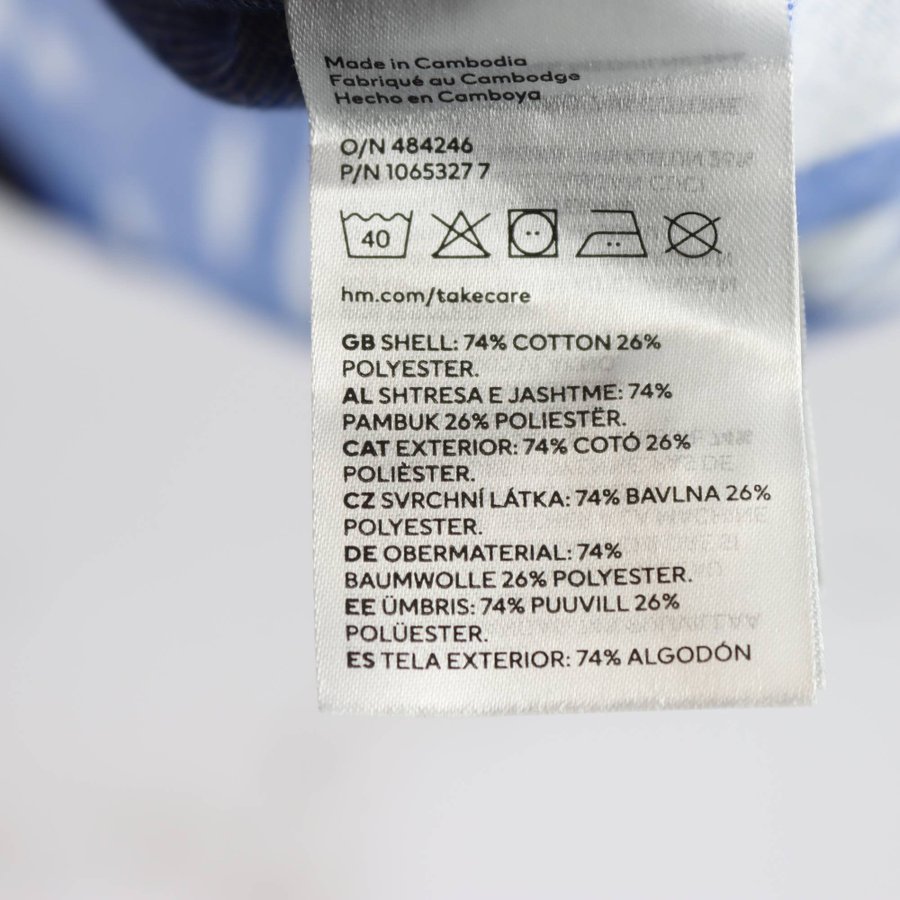 Made in Cambodia
Fabriqué au Cambodge
Hecho en Camboya
O/N 484246
P/N 1065327 7
40
hm.com/takecare
GB SHELL: 74% COTTON 26%
POLYESTER.
AL SHTRESA E JASHTME: 74%
PAMBUK 26% POLIESTËR.
CAT EXTERIOR: 74% COTÓ 26%
POLIÈSTER.
CZ SVRCHNÍ LÁTKA: 74% BAVLNA 26%
POLYESTER.
DE OBERMATERIAL: 74%
BAUMWOLLE 26% POLYESTER.
EE ÜMBRIS: 74% PUUVILL 26%
POLÜESTER.
ES TELA EXTERIOR: 74% ALGODÓN